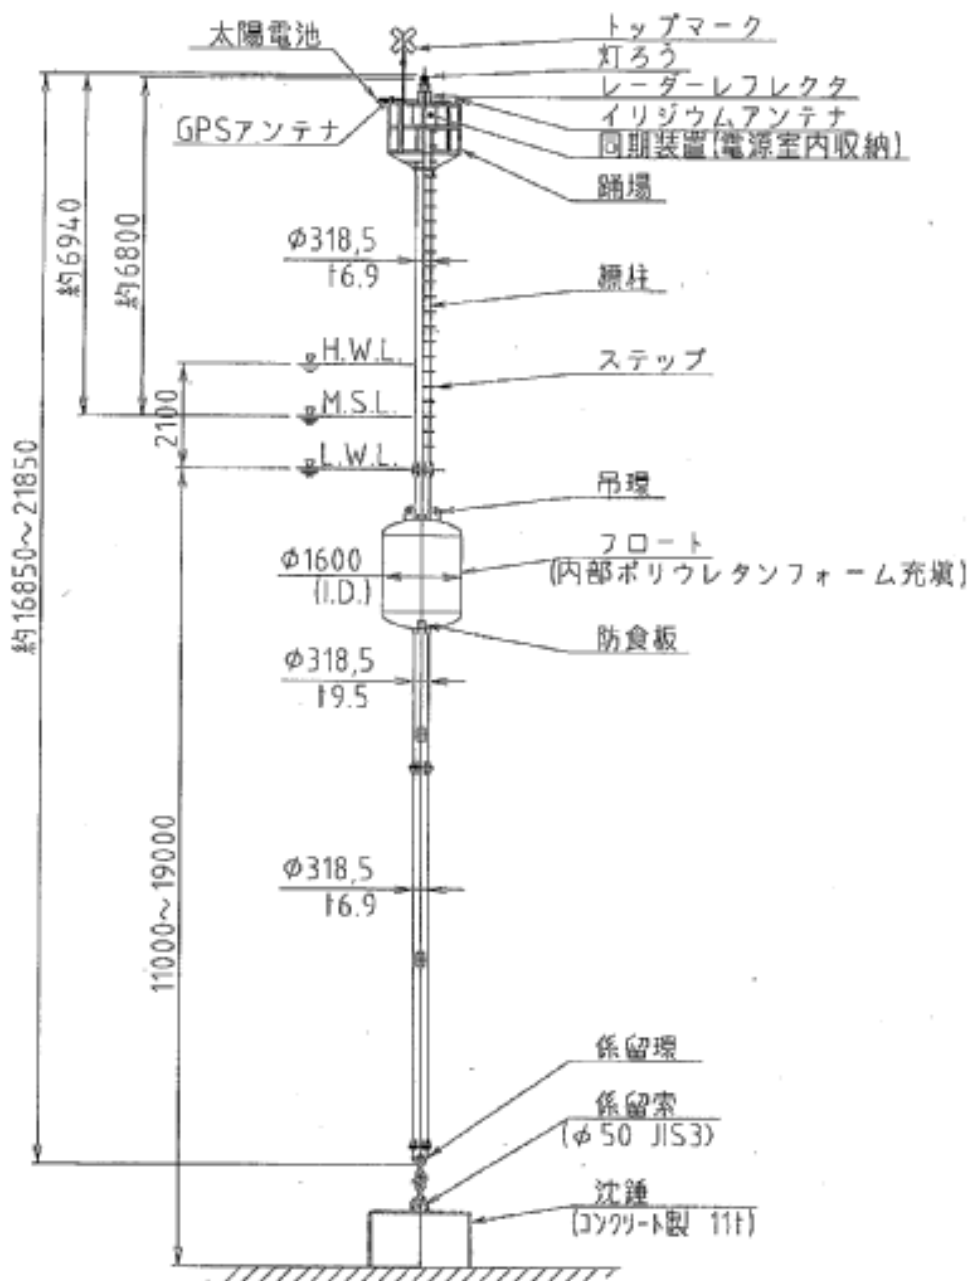 トップマーク
太陽電池
灯ろう
レーダーレフレクタ
イリジウムアンテナ
GPSアンテナ
同期装置(電源室内収納)
踊場
約6940
約6800
φ318,5
t6.9
標柱
H.W.L.
ステップ
M.S.L.
2100
L.W.L.
約16850～21850
吊環
フロート
(内部ポリウレタンフォーム充塡)
φ1600
(I.D.)
防食板
φ318,5
t9.5
11000～19000
φ318,5
t6.9
係留環
係留索
(φ50 JIS3)
沈錘
(コンクリート製 11t)